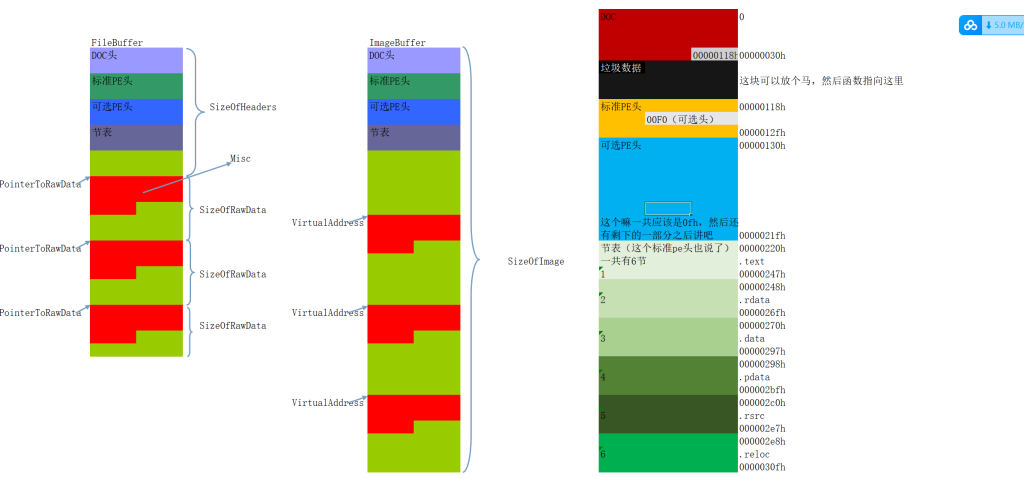 FileBuffer
DOC头
标准PE头
可选PE头
节表
SizeOfHeaders
Misc
PointerToRawData
SizeOfRawData
PointerToRawData
SizeOfRawData
PointerToRawData
SizeOfRawData
ImageBuffer
DOC头
标准PE头
可选PE头
节表
VirtualAddress
VirtualAddress
VirtualAddress
SizeOfImage
DOC
0
00000118h
00000030h
垃圾数据
这块可以放个马，然后函数指向这里
标准PE头
00000118h
00F0（可选头）
0000012fh
可选PE头
00000130h
这个嘛一共应该是0fh，然后还
有剩下的一部分之后讲吧
0000021fh
节表（这个标准pe头也说了）
00000220h
一共有6节
.text
1
00000247h
00000248h
2
.rdata
0000026fh
00000270h
3
.data
00000297h
00000298h
4
.pdata
000002bfh
000002c0h
5
.rsrc
000002e7h
000002e8h
6
.reloc
0000030fh
5.0 MB/